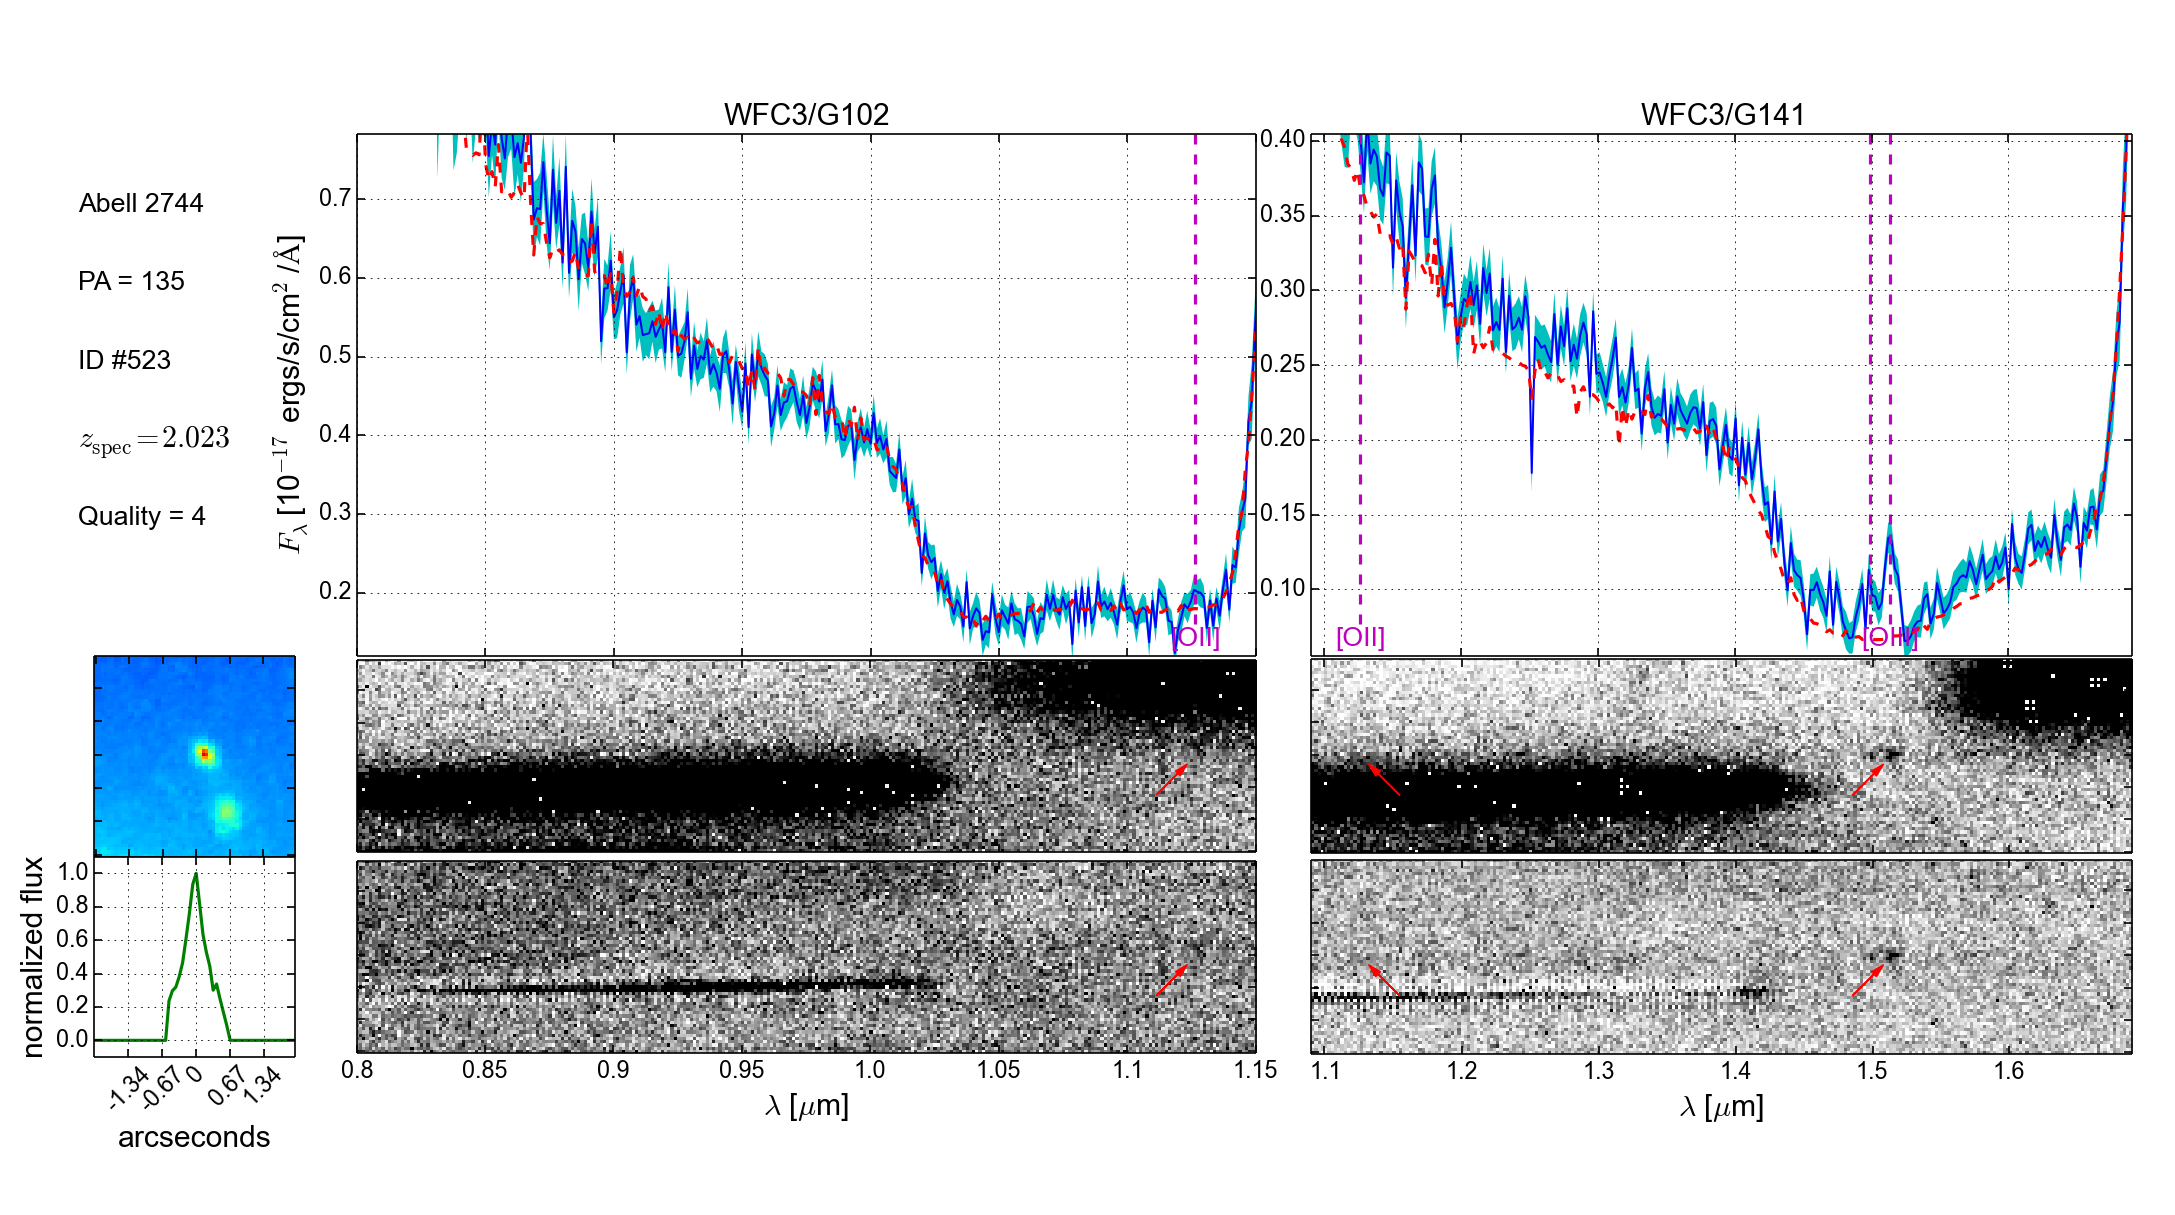 WFC3/G102
WFC3/G141
Abell 2744
PA = 135
ID #523
z_spec = 2.023
Quality = 4
F_λ [10^−17 ergs/s/cm^2 /Å]
0.7
0.6
0.5
0.4
0.3
0.2
[OII]
0.40
0.35
0.30
0.25
0.20
0.15
0.10
[OII]
[OIII]
normalized flux
1.0
0.8
0.6
0.4
0.2
0.0
-1.34 -0.67 0 0.67 1.34
arcseconds
0.8 0.85 0.9 0.95 1.0 1.05 1.1 1.15
λ [μm]
1.1 1.2 1.3 1.4 1.5 1.6
λ [μm]